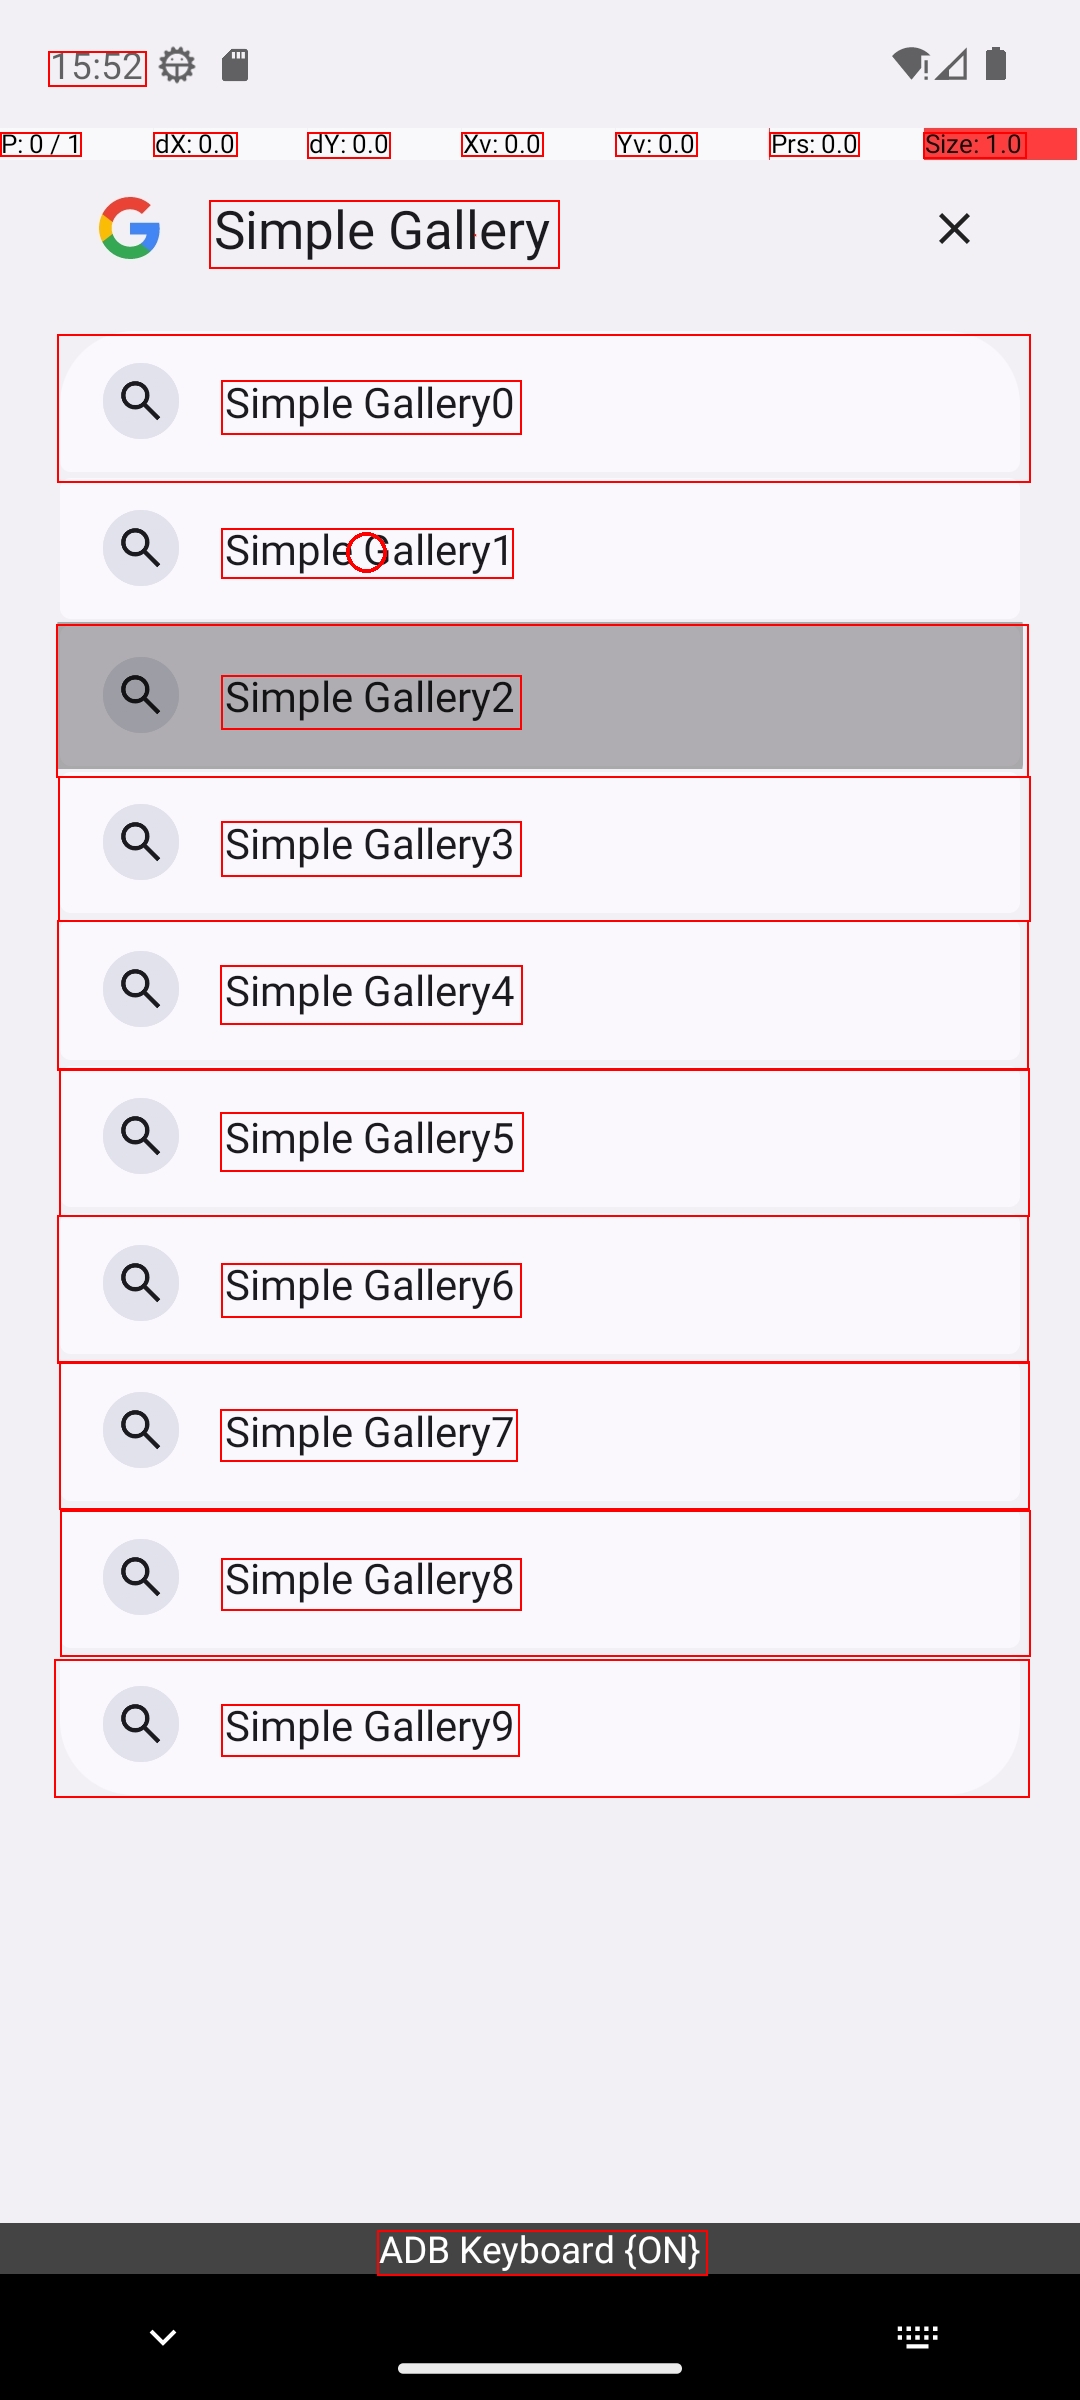 15:52
P: 0 / 1 dX: 0.0 dY: 0.0 Xv: 0.0 Yv: 0.0 Prs: 0.0 Size: 1.0
Simple Gallery
Simple Gallery0
Simple Gallery1
Simple Gallery2
Simple Gallery3
Simple Gallery4
Simple Gallery5
Simple Gallery6
Simple Gallery7
Simple Gallery8
Simple Gallery9
ADB Keyboard {ON}